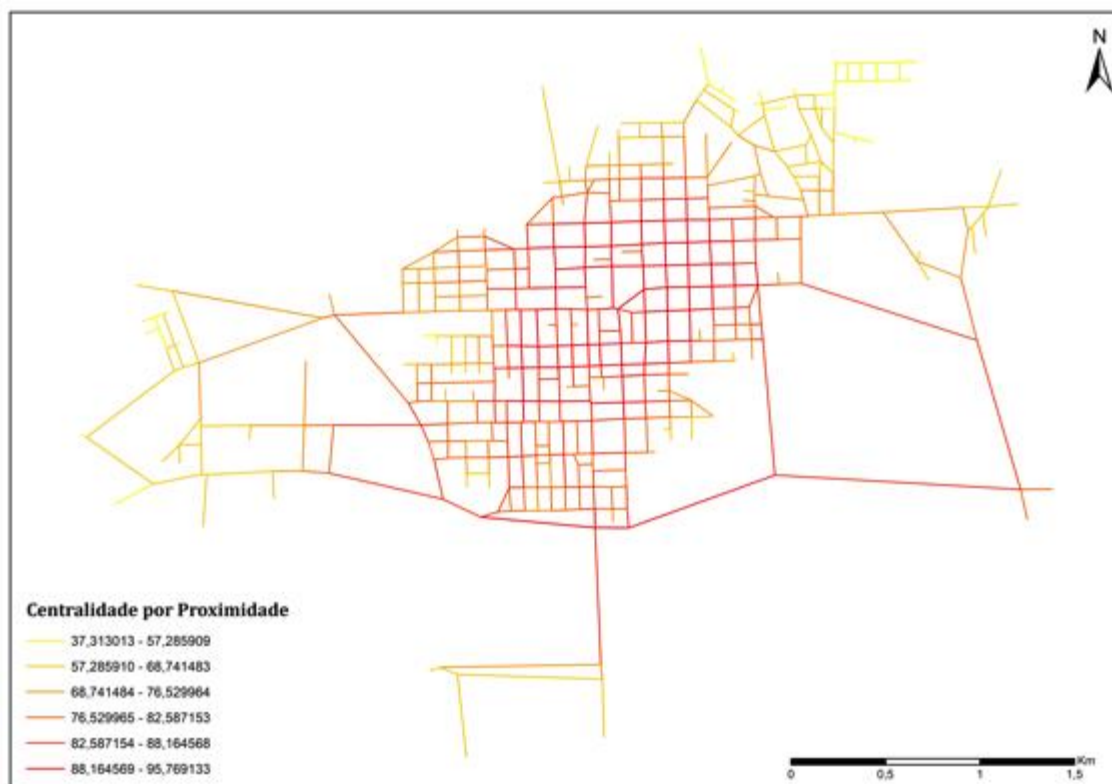 N
Centralidade por Proximidade
37,313013 - 57,285909
57,285910 - 68,741483
68,741484 - 76,529964
76,529965 - 82,587153
82,587154 - 88,164568
88,164569 - 95,769133
Km
0 0,5 1 1,5